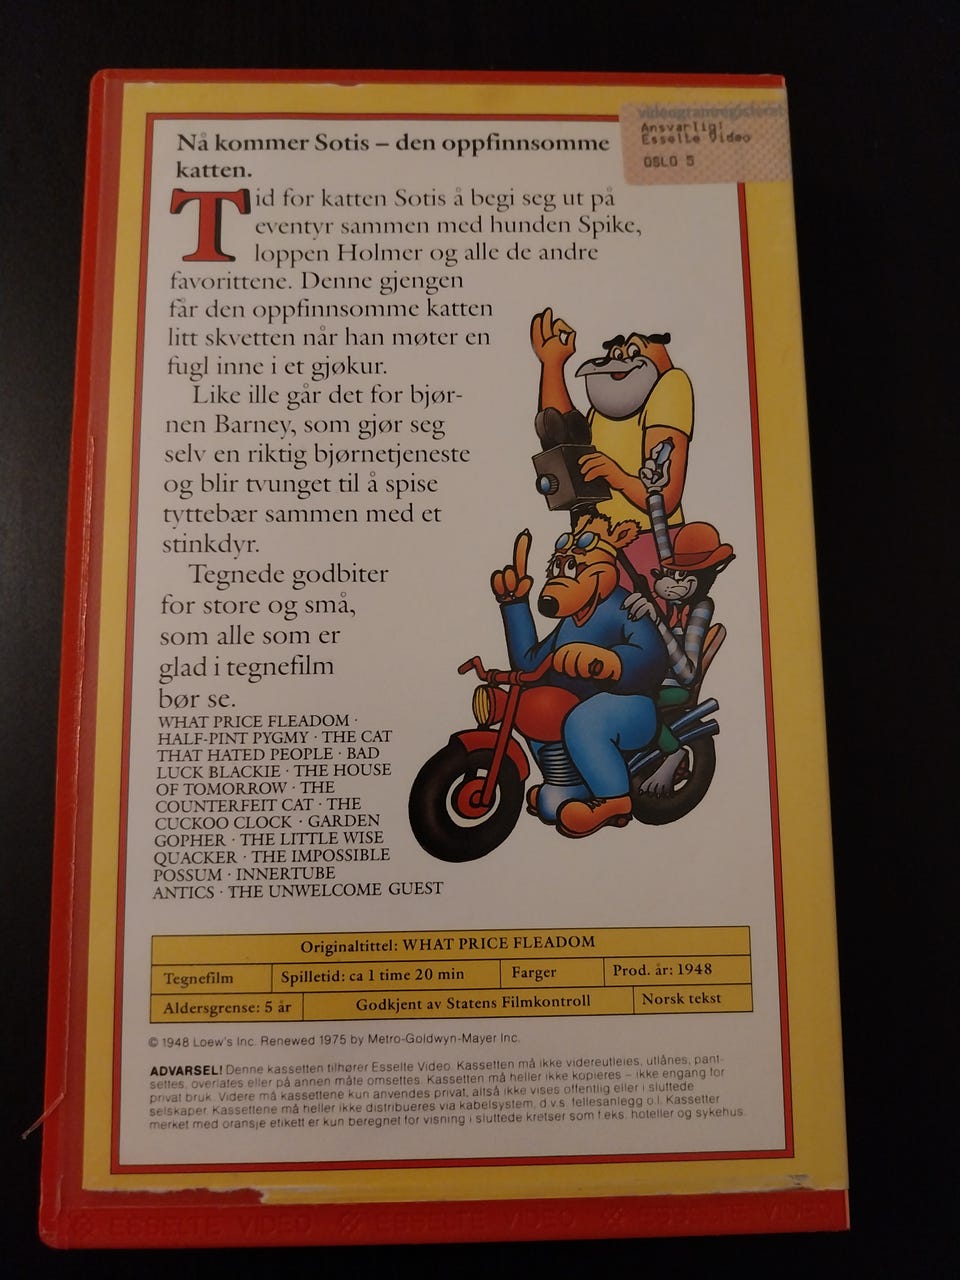 videogramregisteret
Ansvarlig:
Esselte Video
OSLO 5
Nå kommer Sotis – den oppfinnsomme
katten.
Tid for katten Sotis å begi seg ut på
eventyr sammen med hunden Spike,
loppen Holmer og alle de andre
favorittene. Denne gjengen
får den oppfinnsomme katten
litt skvetten når han møter en
fugl inne i et gjøkur.
Like ille går det for bjør-
nen Barney, som gjør seg
selv en riktig bjørnetjeneste
og blir tvunget til å spise
tyttebær sammen med et
stinkdyr.
Tegnede godbiter
for store og små,
som alle som er
glad i tegnefilm
bør se.
WHAT PRICE FLEADOM ·
HALF-PINT PYGMY · THE CAT
THAT HATED PEOPLE · BAD
LUCK BLACKIE · THE HOUSE
OF TOMORROW · THE
COUNTERFEIT CAT · THE
CUCKOO CLOCK · GARDEN
GOPHER · THE LITTLE WISE
QUACKER · THE IMPOSSIBLE
POSSUM · INNERTUBE
ANTICS · THE UNWELCOME GUEST
Originaltittel: WHAT PRICE FLEADOM
Tegnefilm Spilletid: ca 1 time 20 min Farger Prod. år: 1948
Aldersgrense: 5 år Godkjent av Statens Filmkontroll Norsk tekst
© 1948 Loew's Inc. Renewed 1975 by Metro-Goldwyn-Mayer Inc.
ADVARSEL! Denne kassetten tilhører Esselte Video. Kassetten må ikke videreutleies, utlånes, pant-
settes, overlates eller på annen måte omsettes. Kassetten må heller ikke kopieres – ikke engang for
privat bruk. Videre må kassettene kun anvendes privat, altså ikke vises offentlig eller i sluttede
selskaper. Kassettene må heller ikke distribueres via kabelsystem, d.v.s. fellesanlegg o.l. Kassetter
merket med oransje etikett er kun beregnet for visning i sluttede kretser som f.eks. hoteller og sykehus.
ESSELTE VIDEO ESSELTE VIDEO ESSELTE VIDEO